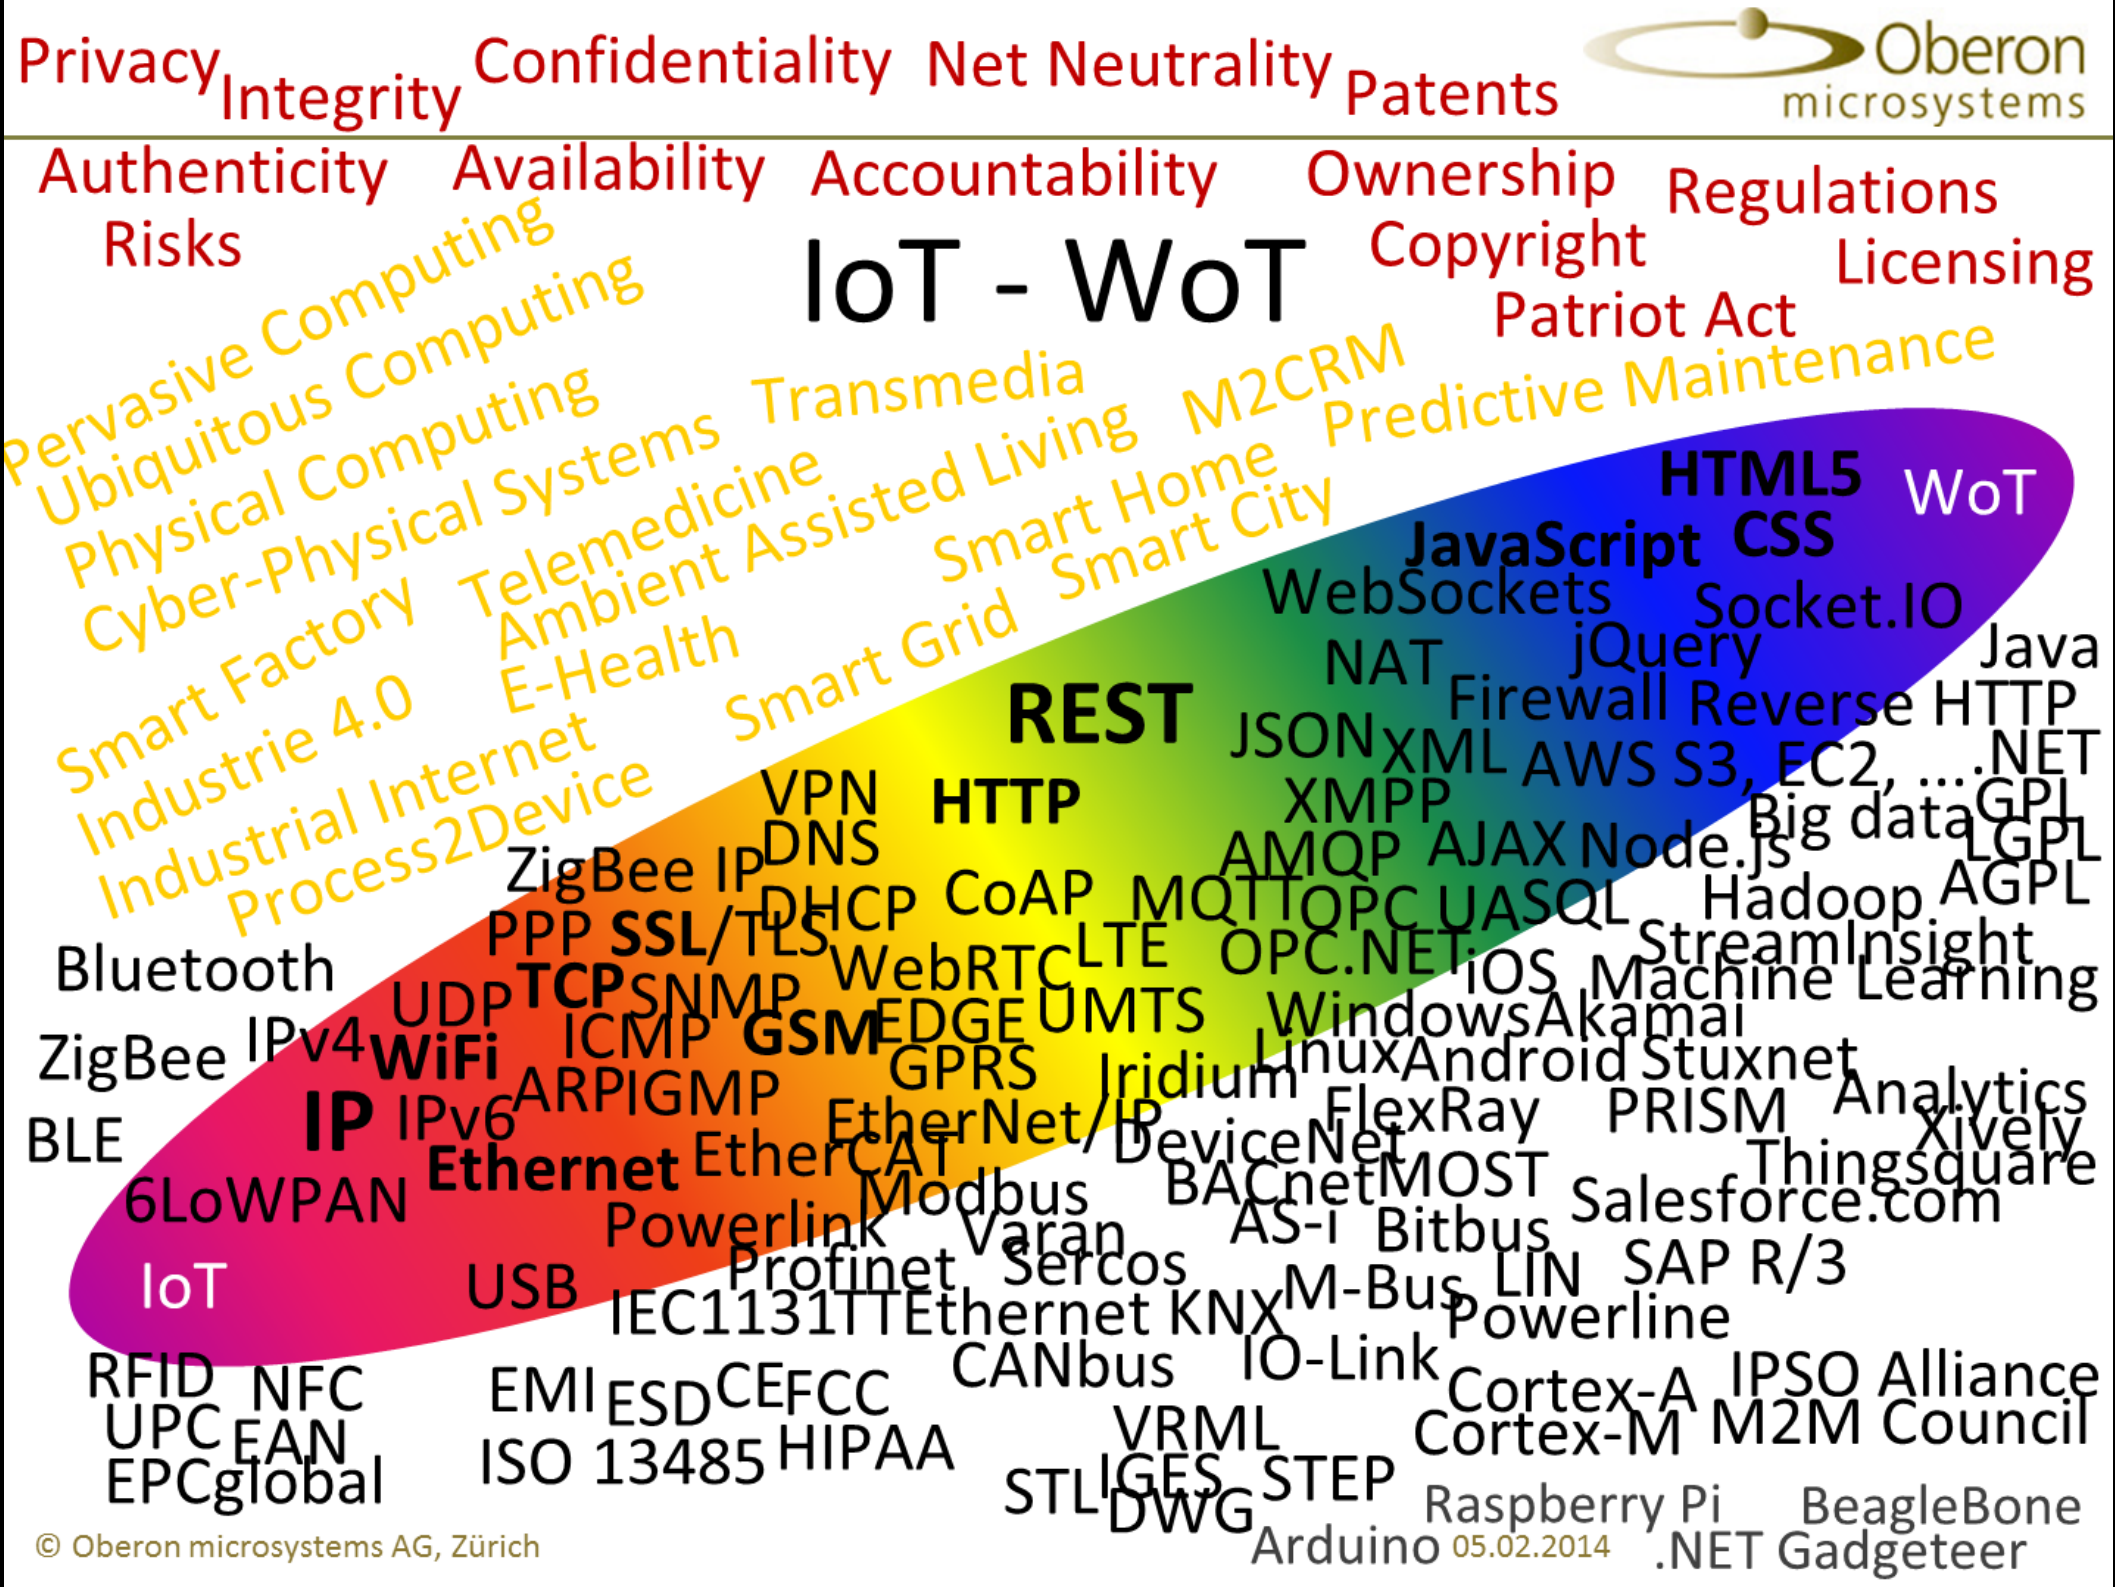 Privacy
Integrity
Confidentiality
Net Neutrality
Patents
Oberon
microsystems
Authenticity
Availability
Accountability
Ownership
Regulations
Risks
Copyright
Licensing
Patriot Act
IoT - WoT
Pervasive Computing
Ubiquitous Computing
Physical Computing
Cyber-Physical Systems
Transmedia
M2CRM
Predictive Maintenance
Telemedicine
Ambient Assisted Living
E-Health
Smart Home
Smart City
Smart Grid
Smart Factory
Industrie 4.0
Industrial Internet
Process2Device
HTML5
WoT
JavaScript
CSS
WebSockets
Socket.IO
NAT
jQuery
Java
Firewall
Reverse HTTP
REST
JSON
XML
AWS S3, EC2, ...
.NET
VPN
HTTP
XMPP
Big data
GPL
DNS
AMQP
AJAX
Node.js
LGPL
ZigBee IP
DHCP
CoAP
MQTT
OPC UA
SQL
Hadoop
AGPL
PPP
SSL/TLS
WebRTC
LTE
OPC.NET
iOS
StreamInsight
Machine Learning
Bluetooth
UDP
TCP
SNMP
GSM
EDGE
UMTS
Windows
Akamai
ZigBee
IPv4
WiFi
ICMP
GPRS
Iridium
Linux
Android
Stuxnet
Analytics
BLE
IP
IPv6
ARP
IGMP
EtherNet/IP
DeviceNet
FlexRay
PRISM
Xively
6LoWPAN
Ethernet
EtherCAT
Modbus
BACnet
MOST
Thingsquare
Salesforce.com
Powerlink
Varan
AS-i
Bitbus
IoT
USB
Profinet
Sercos
M-Bus
LIN
SAP R/3
IEC1131
TTEthernet
KNX
Powerline
RFID
NFC
EMI
ESD
CE
FCC
CANbus
IO-Link
Cortex-A
IPSO Alliance
UPC
EAN
ISO 13485
HIPAA
VRML
Cortex-M
M2M Council
EPCglobal
STL
IGES
DWG
STEP
Raspberry Pi
BeagleBone
© Oberon microsystems AG, Zürich
Arduino
05.02.2014
.NET Gadgeteer